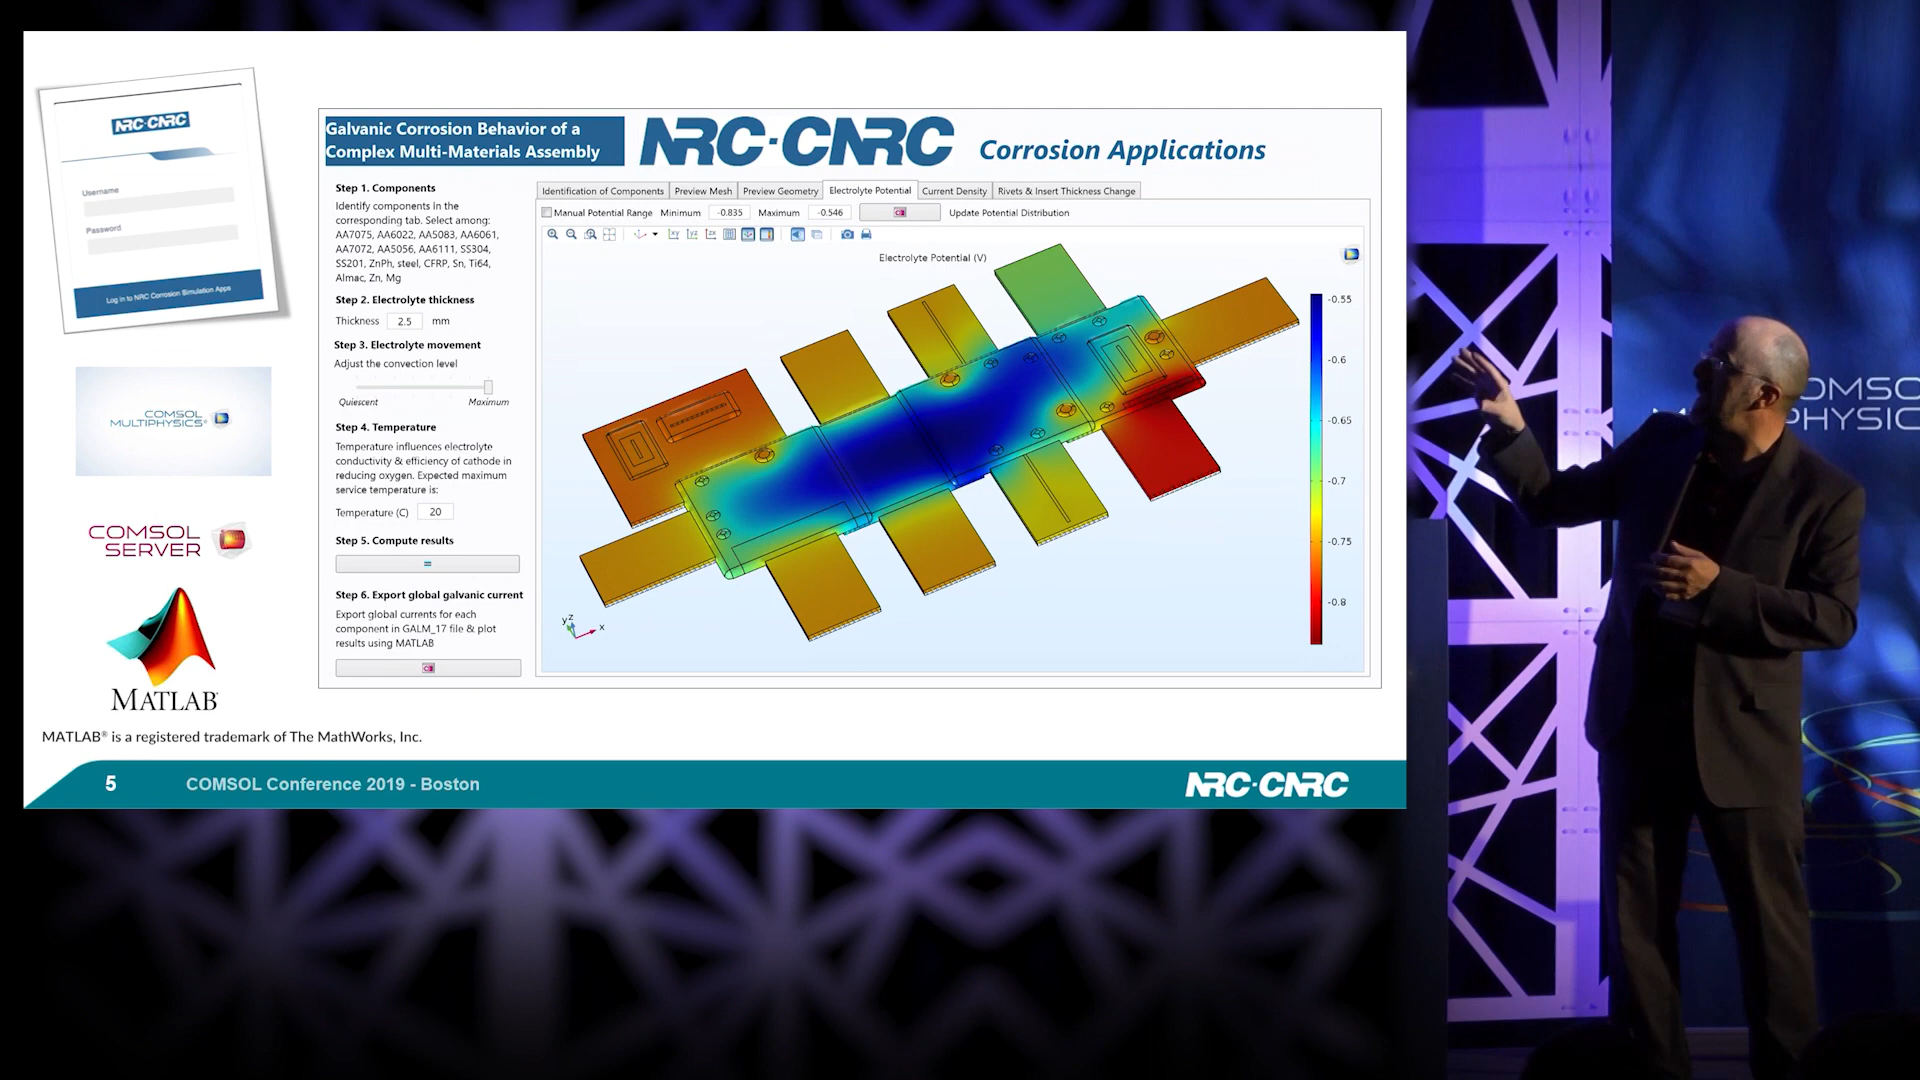 NRC·CNRC
Username
Password
Log in to NRC Corrosion Simulation Apps
COMSOL
MULTIPHYSICS®
COMSOL
SERVER
MATLAB®
MATLAB® is a registered trademark of The MathWorks, Inc.
Galvanic Corrosion Behavior of a
Complex Multi-Materials Assembly
NRC·CNRC
Corrosion Applications
Step 1. Components
Identify components in the
corresponding tab. Select among:
AA7075, AA6022, AA5083, AA6061,
AA7072, AA5056, AA6111, SS304,
SS201, ZnPh, steel, CFRP, Sn, Ti64,
Almac, Zn, Mg
Step 2. Electrolyte thickness
Thickness 2.5 mm
Step 3. Electrolyte movement
Adjust the convection level
Quiescent Maximum
Step 4. Temperature
Temperature influences electrolyte
conductivity & efficiency of cathode in
reducing oxygen. Expected maximum
service temperature is:
Temperature (C) 20
Step 5. Compute results
=
Step 6. Export global galvanic current
Export global currents for each
component in GALM_17 file & plot
results using MATLAB
Identification of Components Preview Mesh Preview Geometry Electrolyte Potential Current Density Rivets & Insert Thickness Change
Manual Potential Range Minimum -0.835 Maximum -0.546 Update Potential Distribution
xy yz zx
Electrolyte Potential (V)
-0.55
-0.6
-0.65
-0.7
-0.75
-0.8
y z x
5 COMSOL Conference 2019 - Boston NRC·CNRC
COMSO
PHYSIC